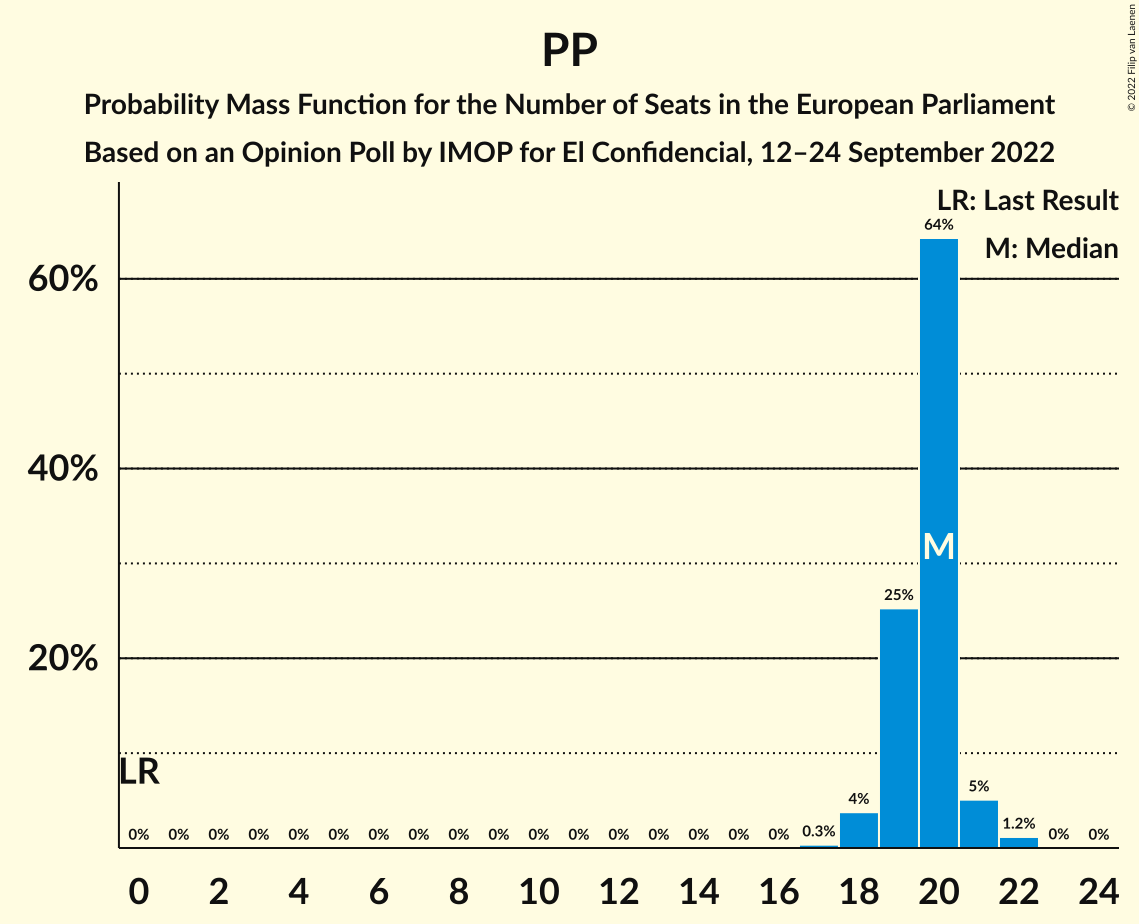 PP
Probability Mass Function for the Number of Seats in the European Parliament
Based on an Opinion Poll by IMOP for El Confidencial, 12–24 September 2022
© 2022 Filip van Laenen
LR: Last Result
M: Median
60%
40%
20%
LR
M
0% 0% 0% 0% 0% 0% 0% 0% 0% 0% 0% 0% 0% 0% 0% 0% 0% 0.3% 4% 25% 64% 5% 1.2% 0% 0%
0 2 4 6 8 10 12 14 16 18 20 22 24